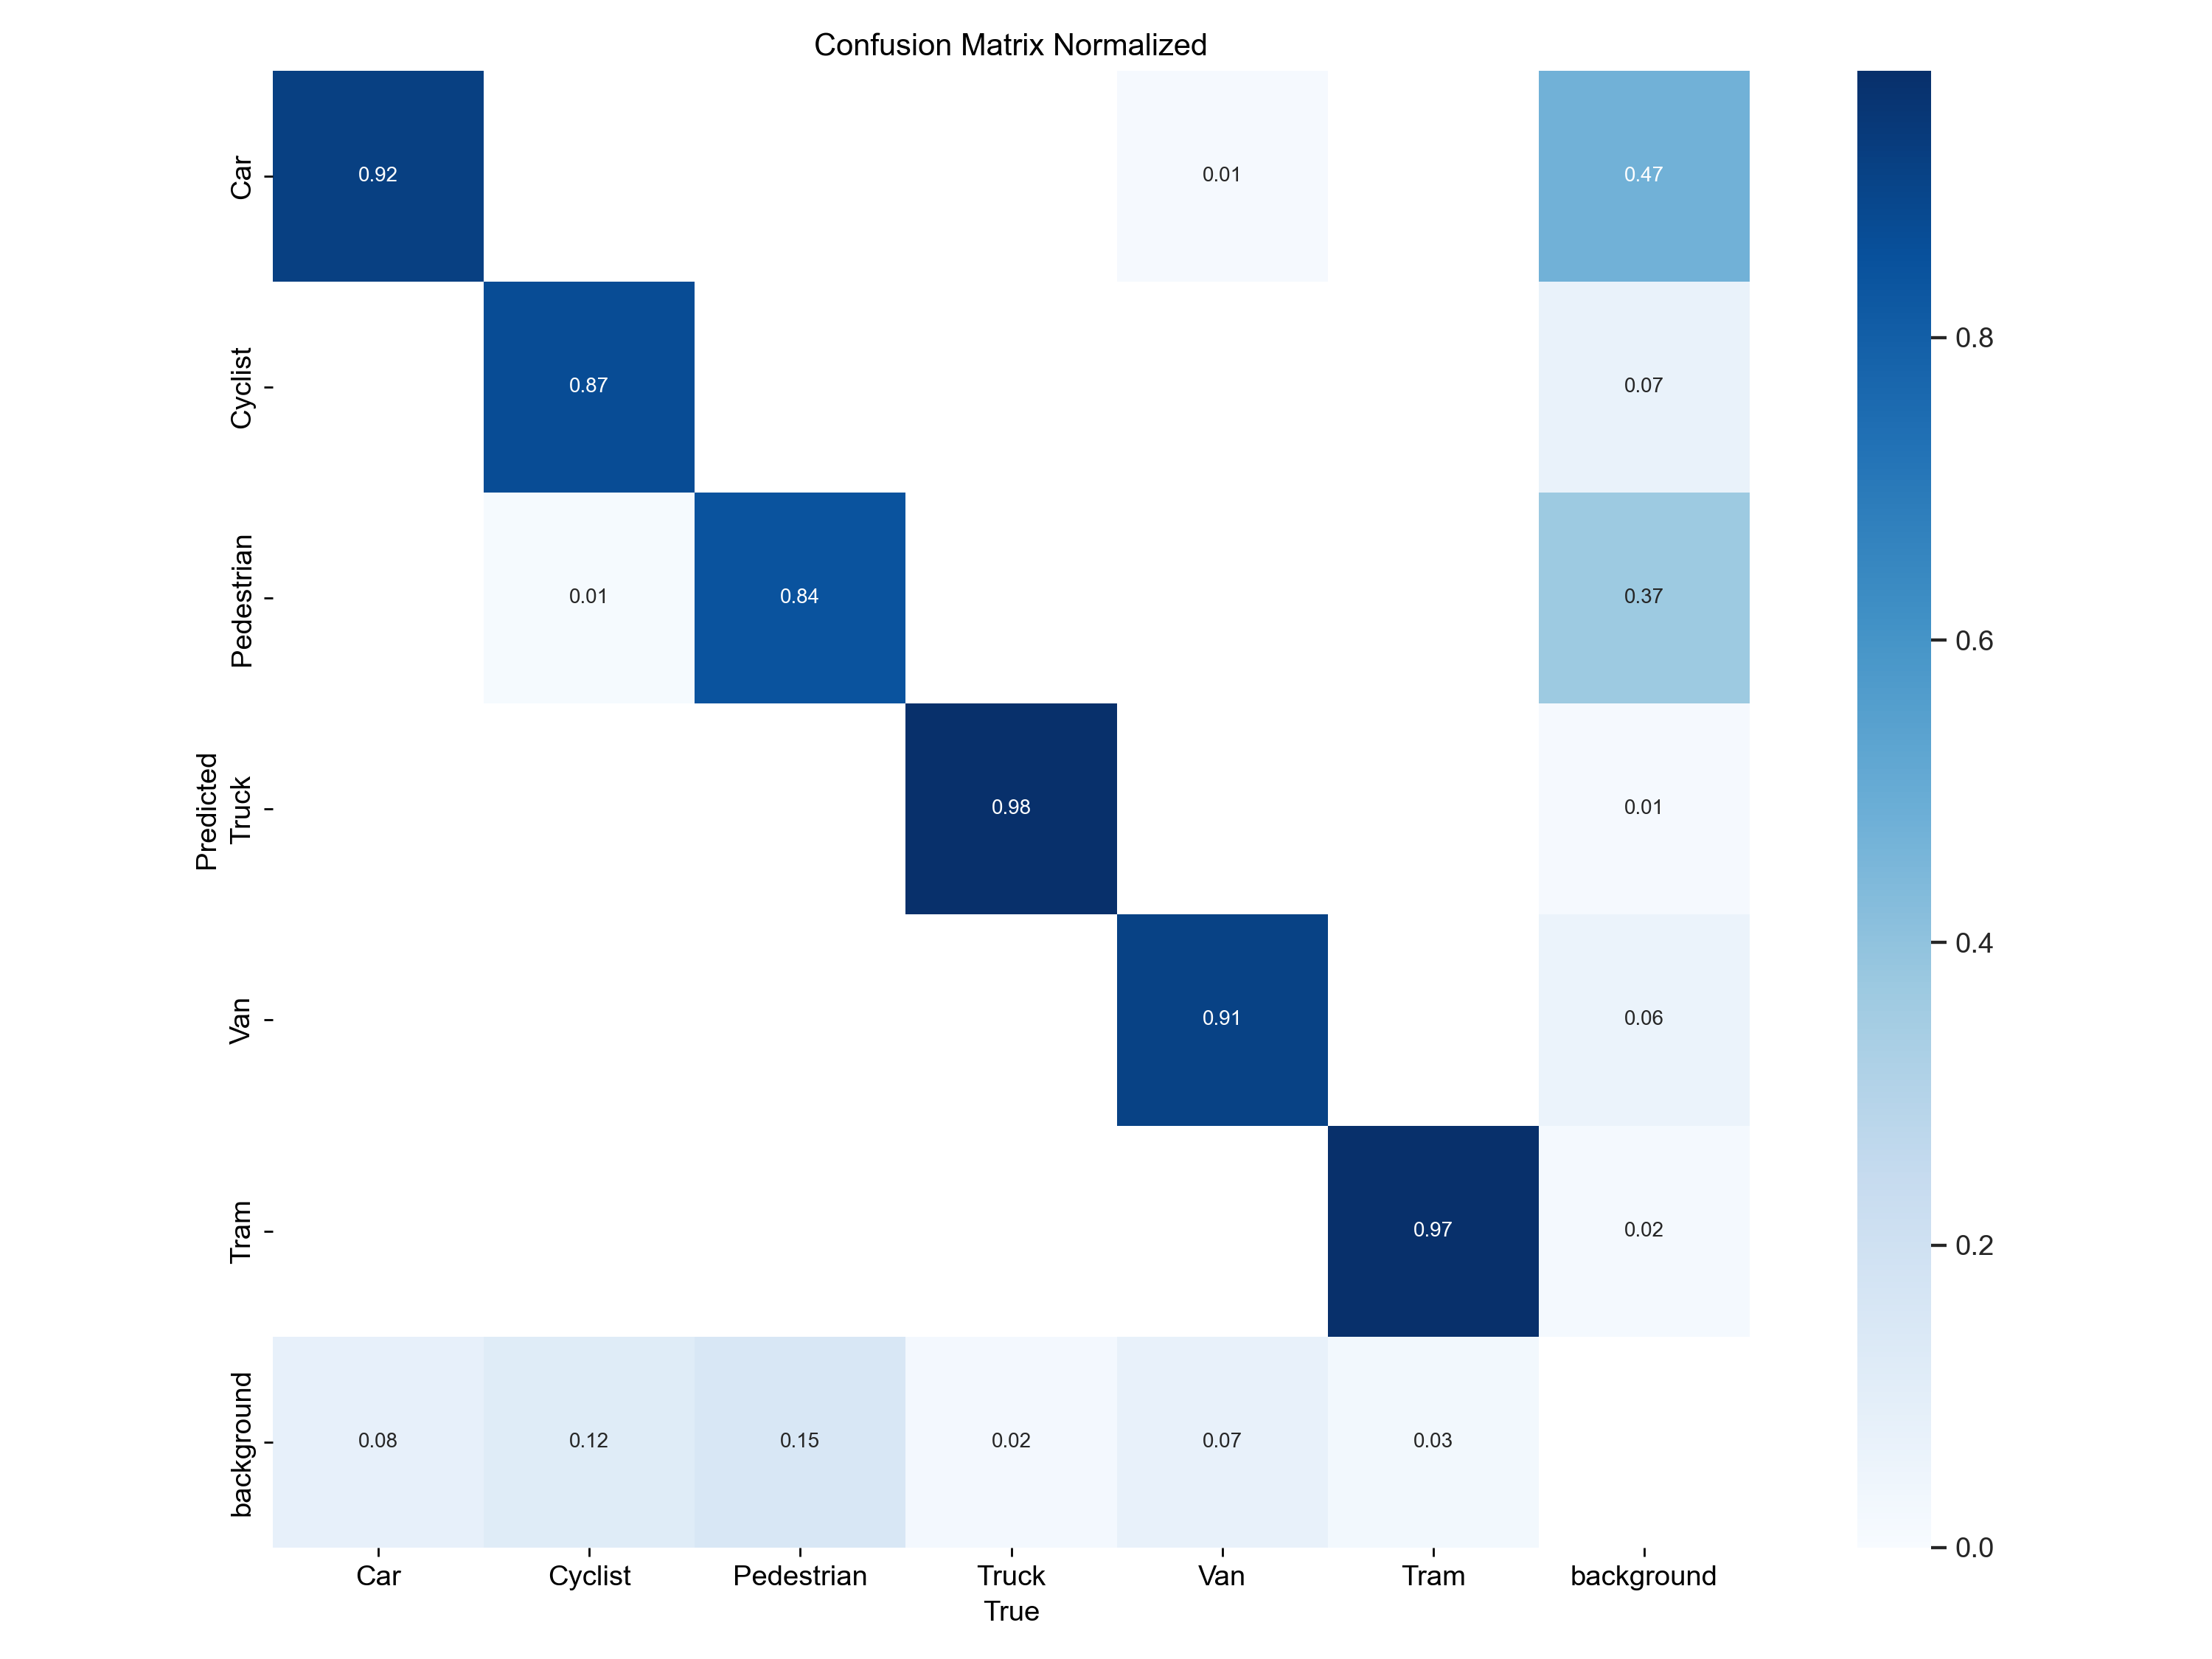 Confusion Matrix Normalized
Car
0.92
0.01
0.47
Cyclist
0.87
0.07
0.8
Pedestrian
0.01
0.84
0.37
0.6
Predicted
Truck
0.98
0.01
0.4
Van
0.91
0.06
Tram
0.97
0.02
0.2
background
0.08
0.12
0.15
0.02
0.07
0.03
0.0
Car
Cyclist
Pedestrian
Truck
Van
Tram
background
True